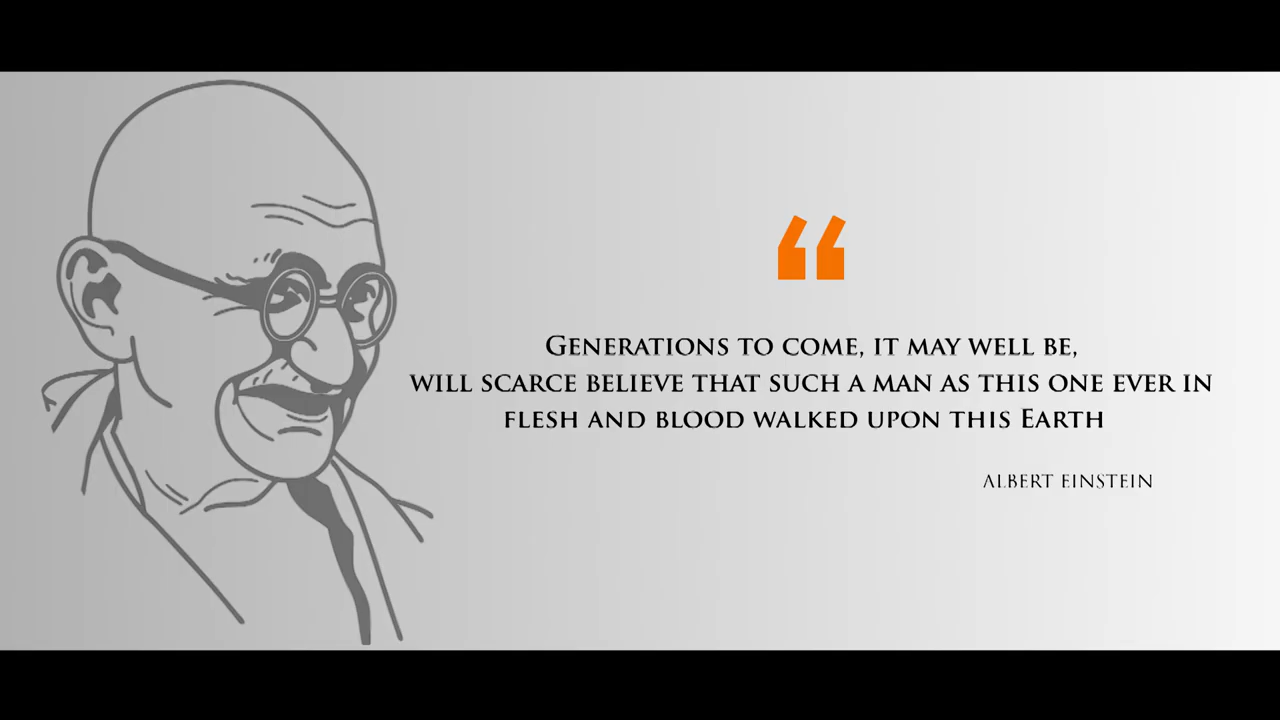 “
Generations to come, it may well be,
will scarce believe that such a man as this one ever in
flesh and blood walked upon this Earth
Albert Einstein